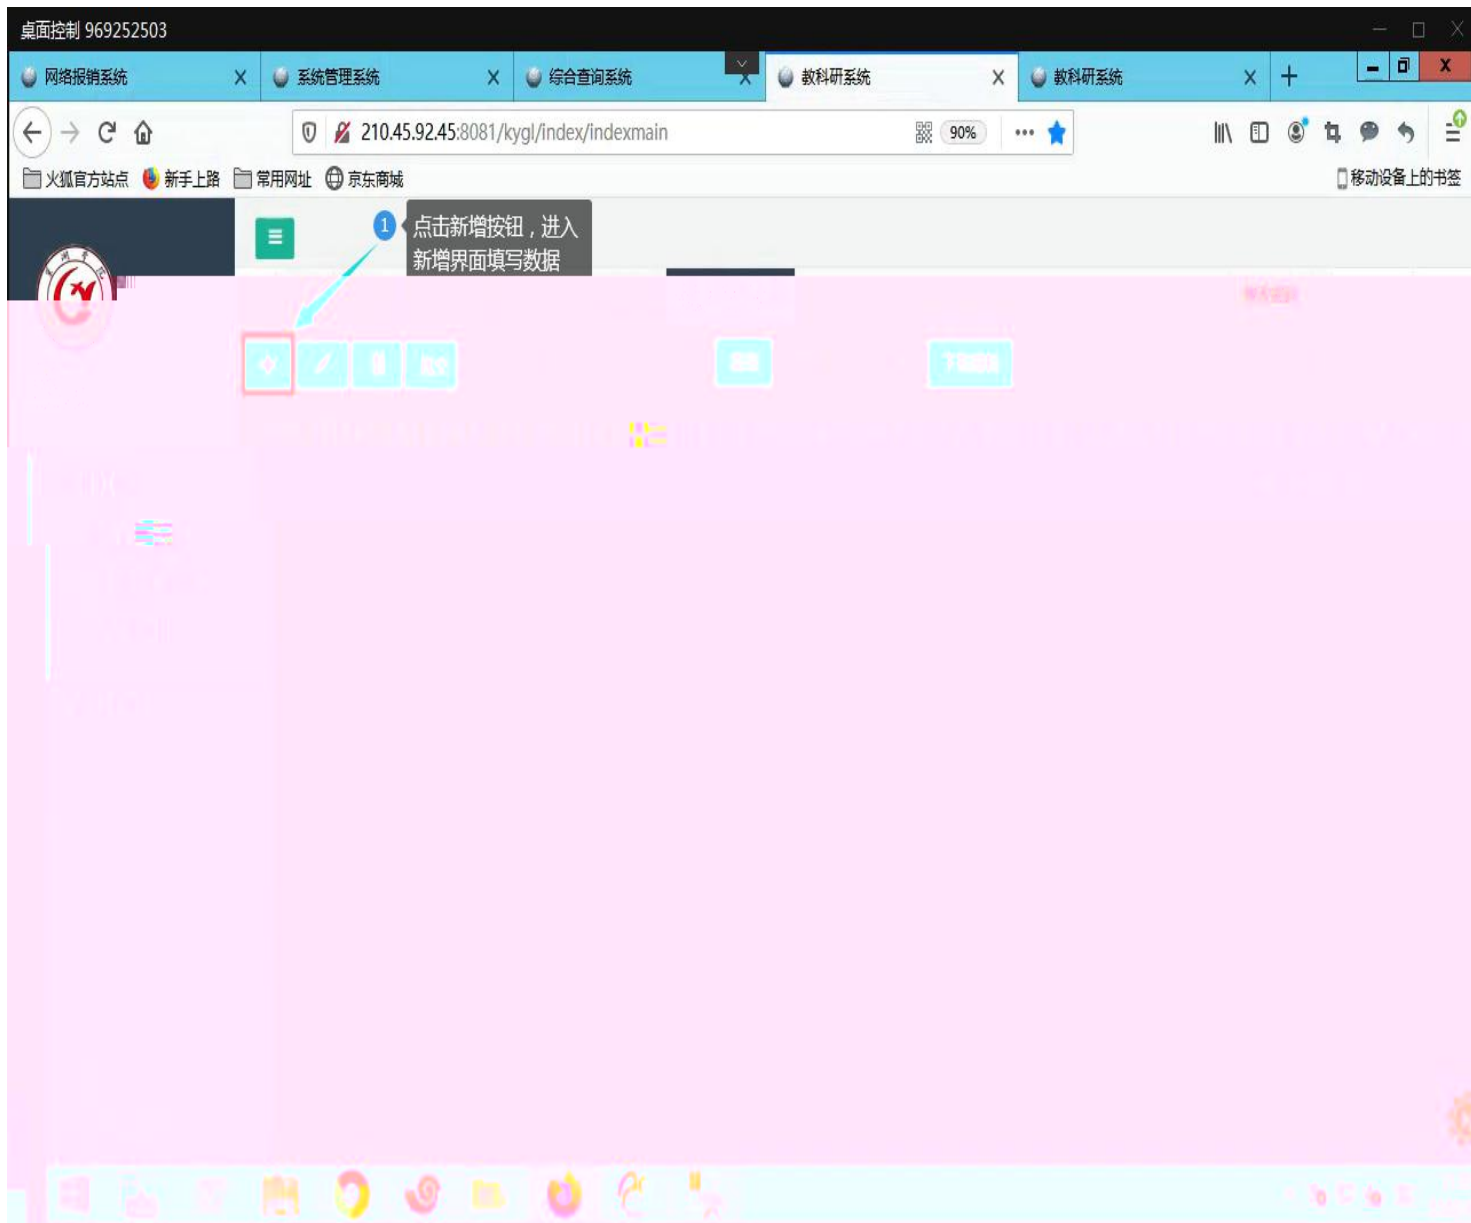 桌面控制 969252503
网络报销系统
系统管理系统
综合查询系统
教科研系统
教科研系统
210.45.92.45:8081/kygl/index/indexmain
90%
火狐官方站点 新手上路 常用网址 京东商城
移动设备上的书签
1
点击新增按钮，进入
新增界面填写数据